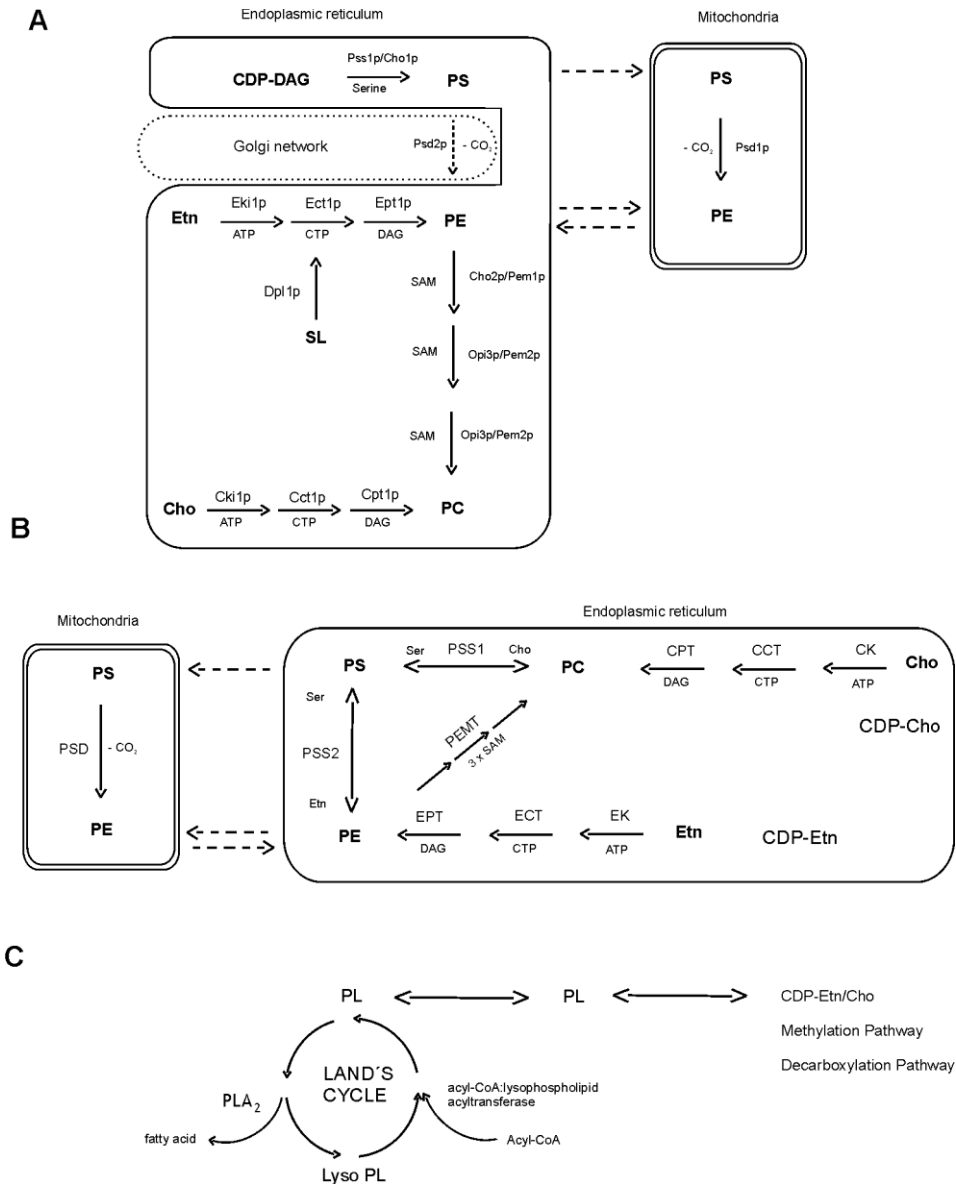 A
Endoplasmic reticulum
Mitochondria
CDP-DAG
Pss1p/Cho1p
Serine
PS
PS
Golgi network
Psd2p
- CO₂
- CO₂
Psd1p
PE
Etn
Eki1p
ATP
Ect1p
CTP
Ept1p
DAG
PE
Dpl1p
SL
SAM
Cho2p/Pem1p
SAM
Opi3p/Pem2p
SAM
Opi3p/Pem2p
Cho
Cki1p
ATP
Cct1p
CTP
Cpt1p
DAG
PC
B
Mitochondria
Endoplasmic reticulum
PS
PSD
- CO₂
PE
PS
Ser
PSS1
Cho
PC
CPT
DAG
CCT
CTP
CK
ATP
Cho
CDP-Cho
Ser
PSS2
Etn
PEMT
3 x SAM
PE
EPT
DAG
ECT
CTP
EK
ATP
Etn
CDP-Etn
C
PL
PL
CDP-Etn/Cho
Methylation Pathway
Decarboxylation Pathway
LAND´S
CYCLE
PLA₂
fatty acid
Lyso PL
acyl-CoA:lysophospholipid
acyltransferase
Acyl-CoA